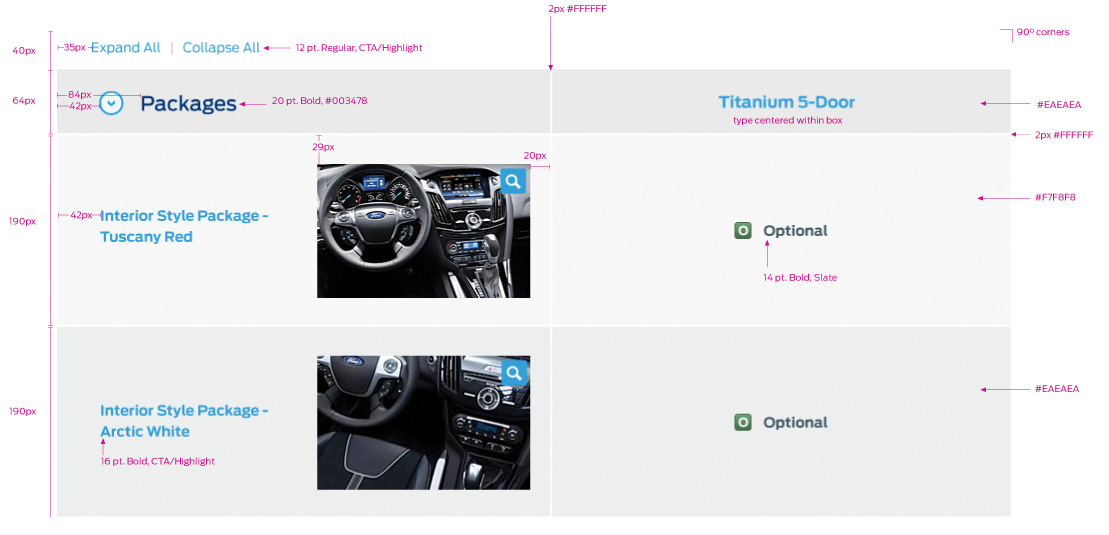 2px #FFFFFF
90º corners
40px
35px
Expand All | Collapse All
12 pt. Regular, CTA/Highlight
64px
84px
42px
Packages
20 pt. Bold, #003478
Titanium 5-Door
type centered within box
#EAEAEA
2px #FFFFFF
29px
20px
190px
42px
Interior Style Package -
Tuscany Red
Ford
#F7F8F8
O Optional
14 pt. Bold, Slate
190px
Interior Style Package -
Arctic White
16 pt. Bold, CTA/Highlight
Ford
#EAEAEA
O Optional